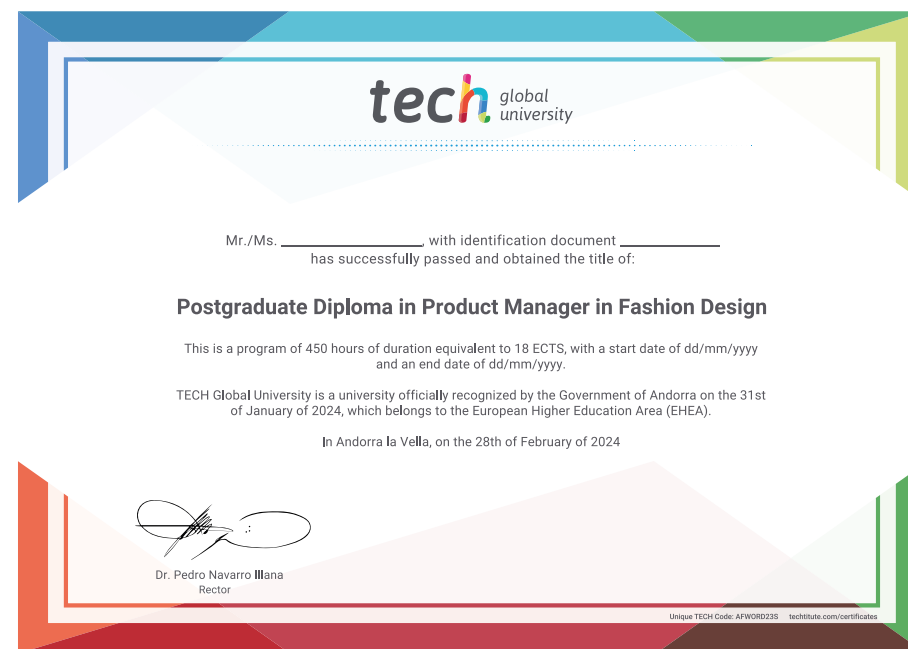 tech global university
Mr./Ms. ____________, with identification document ____________
has successfully passed and obtained the title of:
Postgraduate Diploma in Product Manager in Fashion Design
This is a program of 450 hours of duration equivalent to 18 ECTS, with a start date of dd/mm/yyyy
and an end date of dd/mm/yyyy.
TECH Global University is a university officially recognized by the Government of Andorra on the 31st
of January of 2024, which belongs to the European Higher Education Area (EHEA).
In Andorra la Vella, on the 28th of February of 2024
Dr. Pedro Navarro Illana
Rector
Unique TECH Code: AFWORD23S techtitute.com/certificates